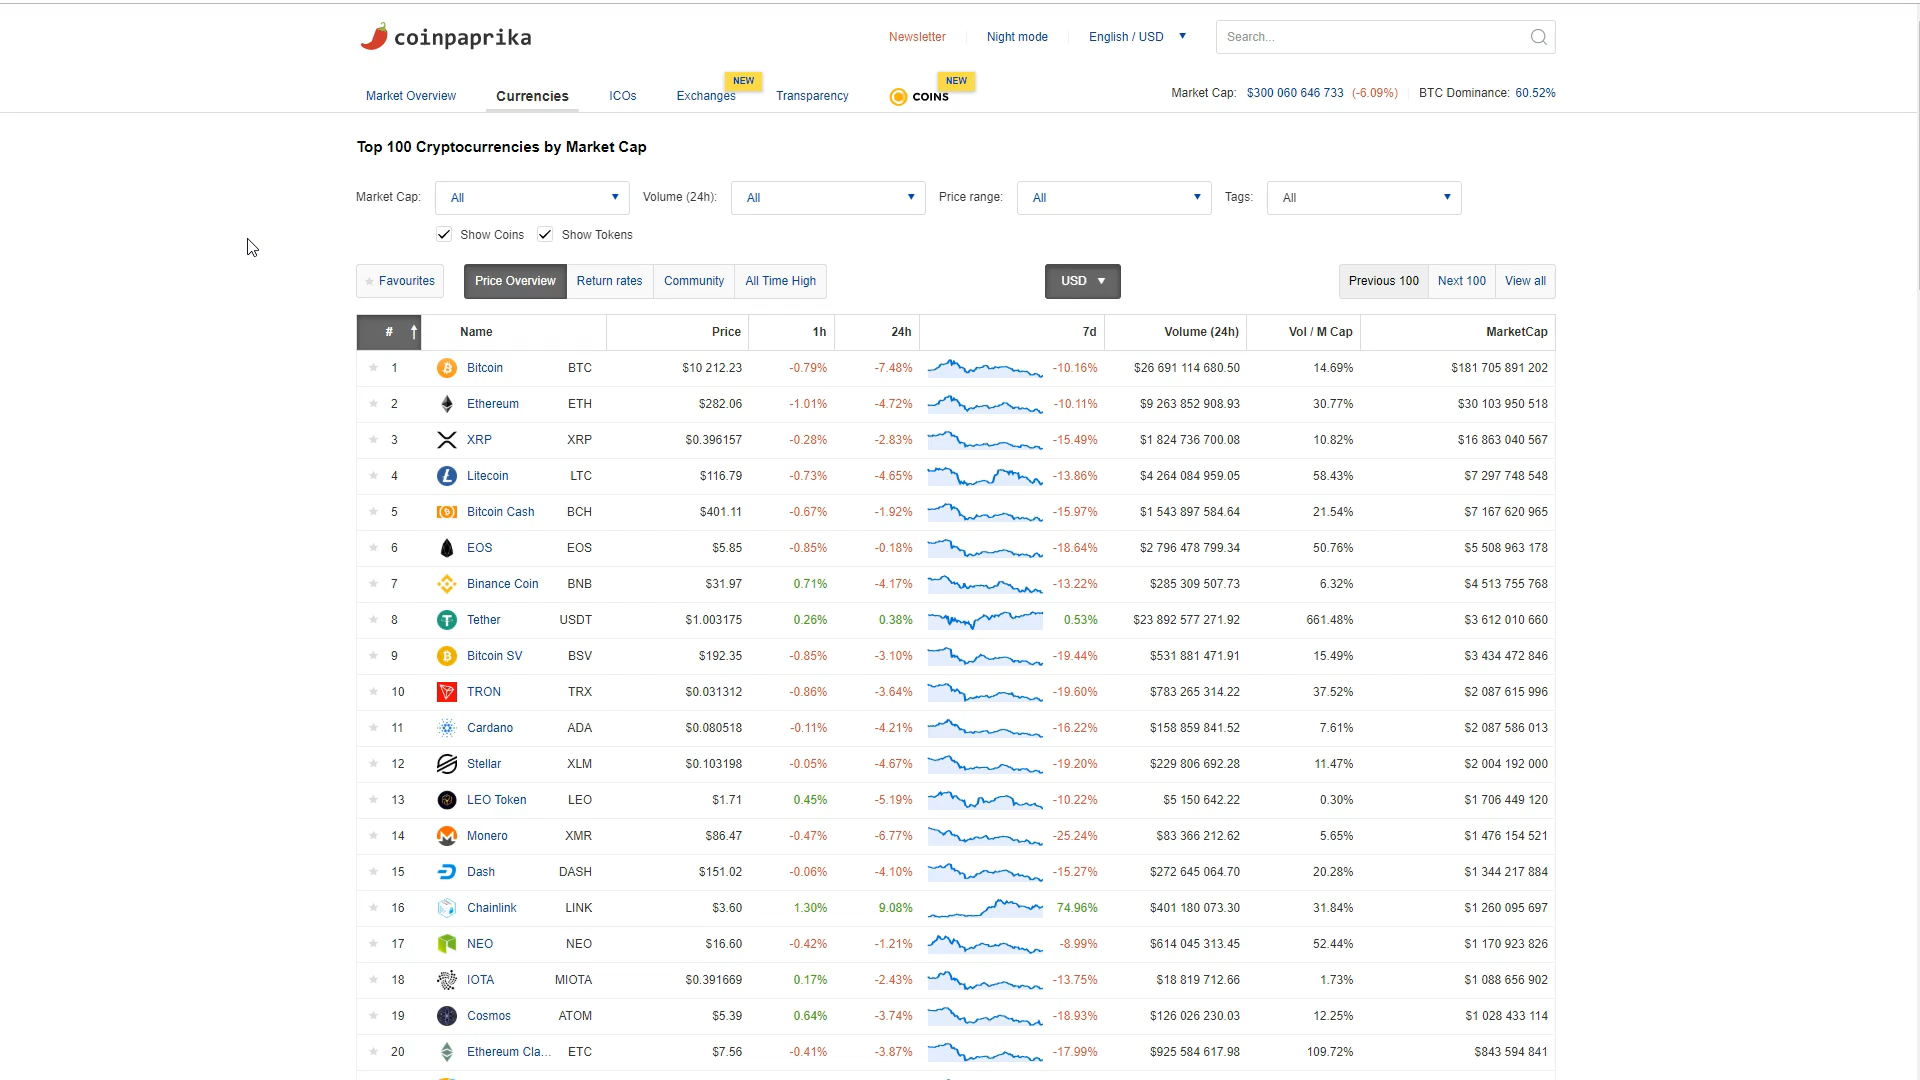 coinpaprika
Newsletter Night mode English / USD Search...
Market Overview Currencies ICOs Exchanges NEW Transparency COINS NEW Market Cap: $300 060 646 733 (-6.09%) BTC Dominance: 60.52%
Top 100 Cryptocurrencies by Market Cap
Market Cap: All Volume (24h): All Price range: All Tags: All
Show Coins Show Tokens
Favourites Price Overview Return rates Community All Time High USD Previous 100 Next 100 View all
# Name Price 1h 24h 7d Volume (24h) Vol / M Cap MarketCap
1 Bitcoin BTC $10 212.23 -0.79% -7.48% -10.16% $26 691 114 680.50 14.69% $181 705 891 202
2 Ethereum ETH $282.06 -1.01% -4.72% -10.11% $9 263 852 908.93 30.77% $30 103 950 518
3 XRP XRP $0.396157 -0.28% -2.83% -15.49% $1 824 736 700.08 10.82% $16 863 040 567
4 Litecoin LTC $116.79 -0.73% -4.65% -13.86% $4 264 084 959.05 58.43% $7 297 748 548
5 Bitcoin Cash BCH $401.11 -0.67% -1.92% -15.97% $1 543 897 584.64 21.54% $7 167 620 965
6 EOS EOS $5.85 -0.85% -0.18% -18.64% $2 796 478 799.34 50.76% $5 508 963 178
7 Binance Coin BNB $31.97 0.71% -4.17% -13.22% $285 309 507.73 6.32% $4 513 755 768
8 Tether USDT $1.003175 0.26% 0.38% 0.53% $23 892 577 271.92 661.48% $3 612 010 660
9 Bitcoin SV BSV $192.35 -0.85% -3.10% -19.44% $531 881 471.91 15.49% $3 434 472 846
10 TRON TRX $0.031312 -0.86% -3.64% -19.60% $783 265 314.22 37.52% $2 087 615 996
11 Cardano ADA $0.080518 -0.11% -4.21% -16.22% $158 859 841.52 7.61% $2 087 586 013
12 Stellar XLM $0.103198 -0.05% -4.67% -19.20% $229 806 692.28 11.47% $2 004 192 000
13 LEO Token LEO $1.71 0.45% -5.19% -10.22% $5 150 642.22 0.30% $1 706 449 120
14 Monero XMR $86.47 -0.47% -6.77% -25.24% $83 366 212.62 5.65% $1 476 154 521
15 Dash DASH $151.02 -0.06% -4.10% -15.27% $272 645 064.70 20.28% $1 344 217 884
16 Chainlink LINK $3.60 1.30% 9.08% 74.96% $401 180 073.30 31.84% $1 260 095 697
17 NEO NEO $16.60 -0.42% -1.21% -8.99% $614 045 313.45 52.44% $1 170 923 826
18 IOTA MIOTA $0.391669 0.17% -2.43% -13.75% $18 819 712.66 1.73% $1 088 656 902
19 Cosmos ATOM $5.39 0.64% -3.74% -18.93% $126 026 230.03 12.25% $1 028 433 114
20 Ethereum Cla... ETC $7.56 -0.41% -3.87% -17.99% $925 584 617.98 109.72% $843 594 841